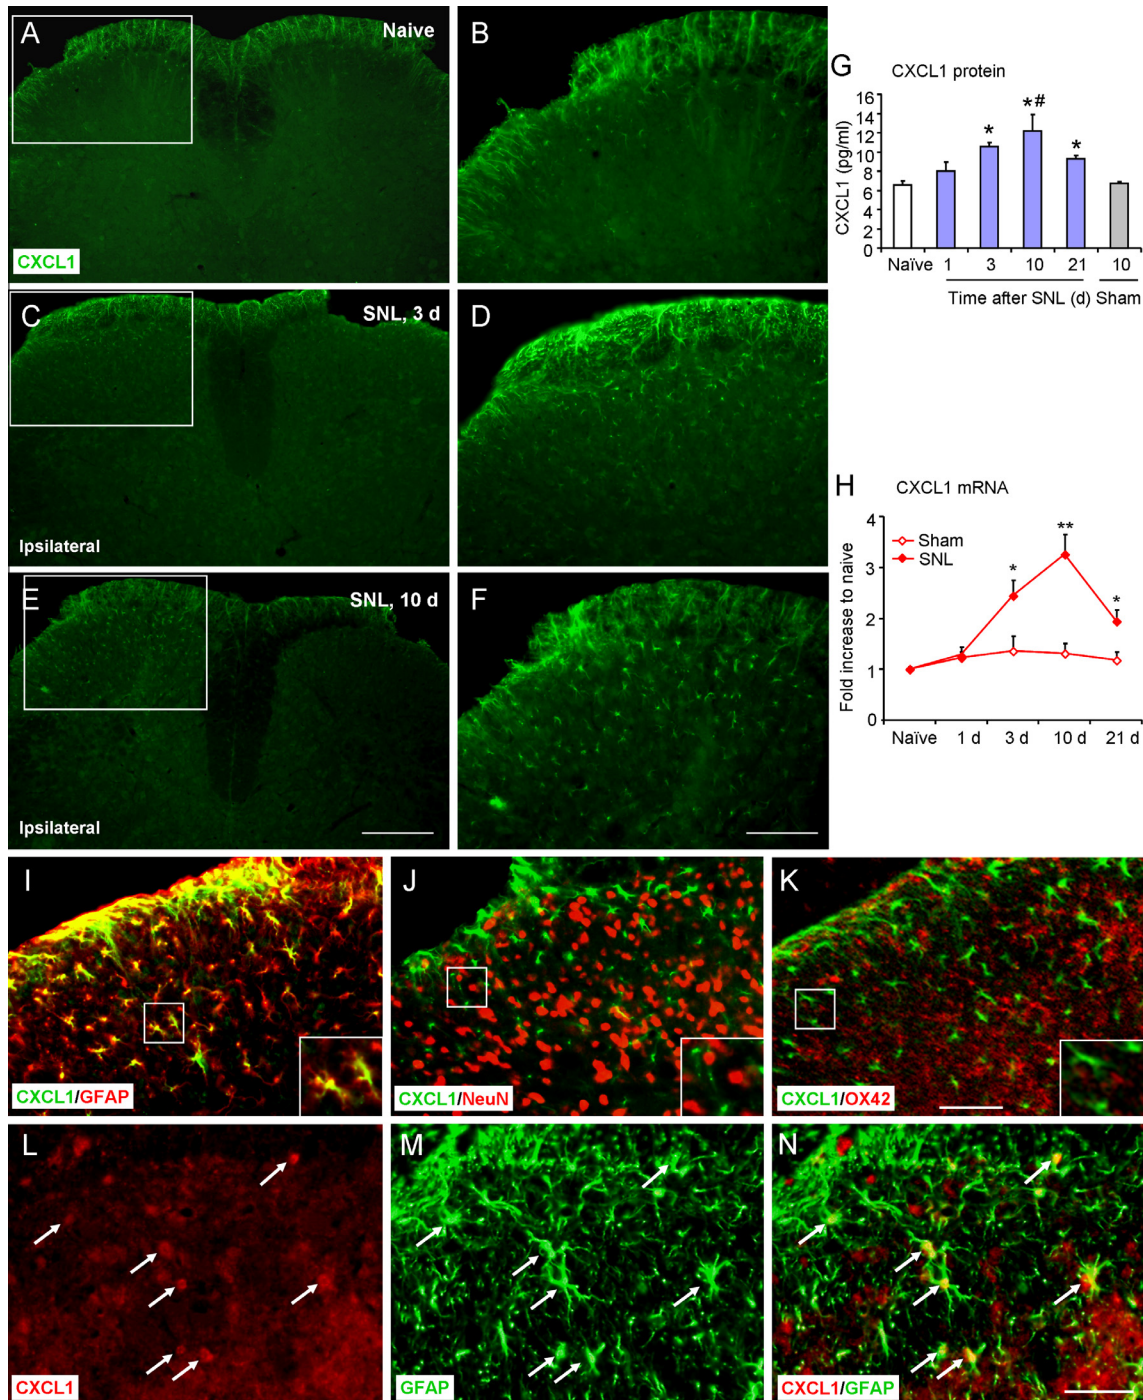 A
Naive
CXCL1
B
C
SNL, 3 d
Ipsilateral
D
E
SNL, 10 d
Ipsilateral
F
G
CXCL1 protein
CXCL1 (pg/ml)
16
14
12
10
8
6
4
2
0
*
*#
*
Naïve 1 3 10 21 10
Time after SNL (d) Sham
H
CXCL1 mRNA
Fold increase to naive
4
3
2
1
0
Sham
SNL
*
**
*
Naïve 1 d 3 d 10 d 21 d
I
CXCL1/GFAP
J
CXCL1/NeuN
K
CXCL1/OX42
L
CXCL1
M
GFAP
N
CXCL1/GFAP